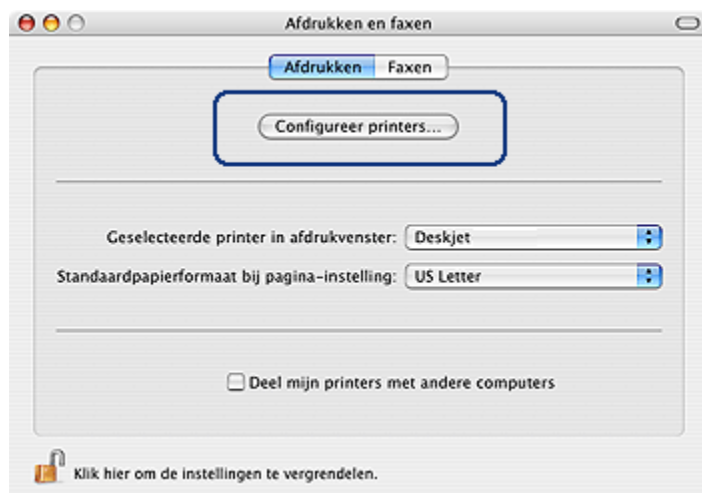 Afdrukken en faxen
Afdrukken Faxen
Configureer printers...
Geselecteerde printer in afdrukvenster: Deskjet
Standaardpapierformaat bij pagina-instelling: US Letter
Deel mijn printers met andere computers
Klik hier om de instellingen te vergrendelen.